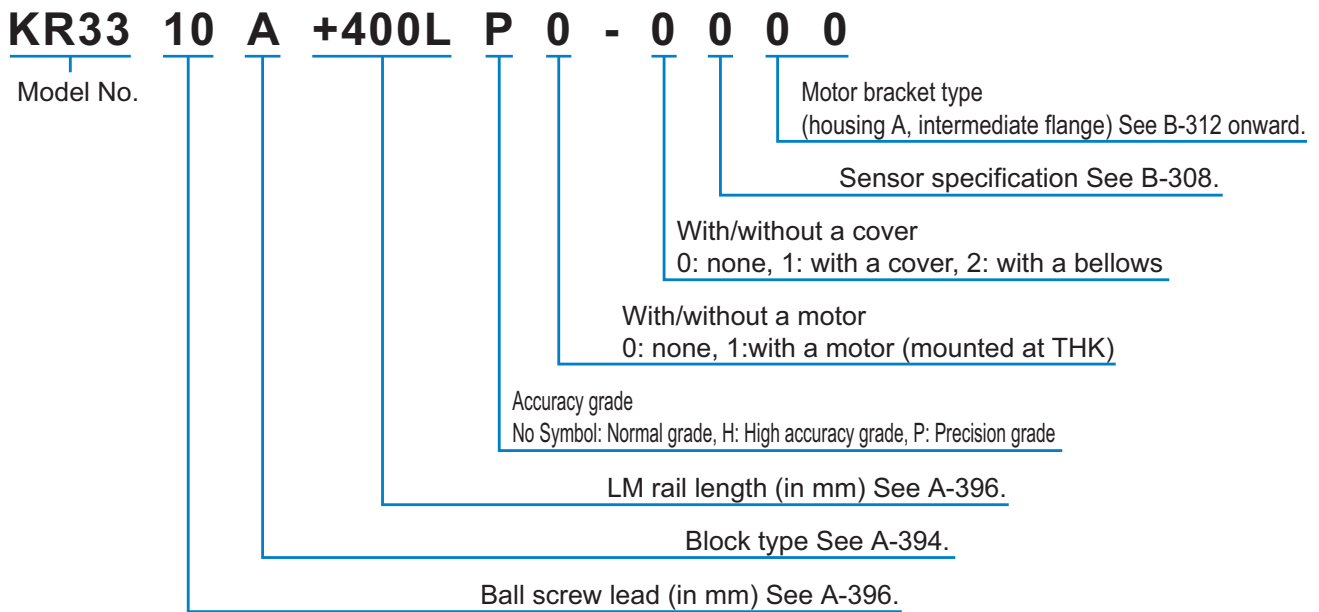 KR33 10 A +400L P 0 - 0 0 0 0
Model No.
Motor bracket type
(housing A, intermediate flange) See B-312 onward.
Sensor specification See B-308.
With/without a cover
0: none, 1: with a cover, 2: with a bellows
With/without a motor
0: none, 1:with a motor (mounted at THK)
Accuracy grade
No Symbol: Normal grade, H: High accuracy grade, P: Precision grade
LM rail length (in mm) See A-396.
Block type See A-394.
Ball screw lead (in mm) See A-396.